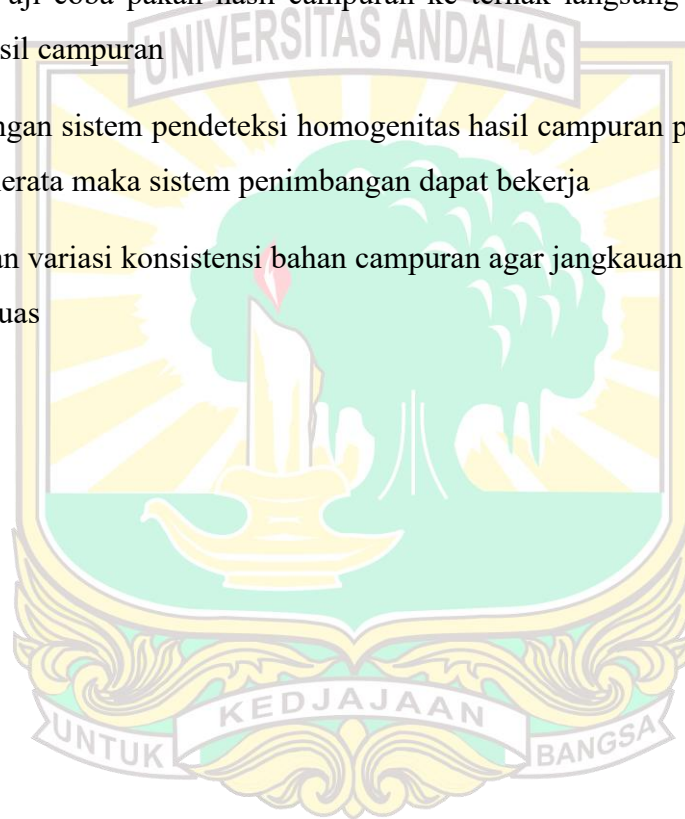 uji coba pakan hasil campuran ke ternak langsung
sil campuran
UNIVERSITAS ANDALAS
ngan sistem pendeteksi homogenitas hasil campuran p
erata maka sistem penimbangan dapat bekerja
an variasi konsistensi bahan campuran agar jangkauan
uas
UNTUK KEDJAJAAN BANGSA